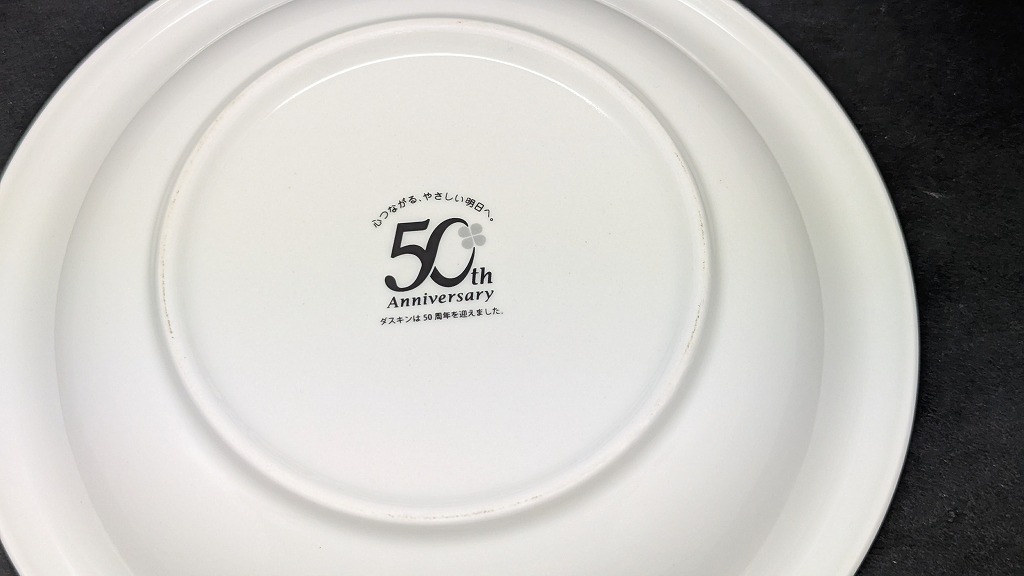 心つながる、やさしい明日へ。
50th
Anniversary
ダスキンは50周年を迎えました。